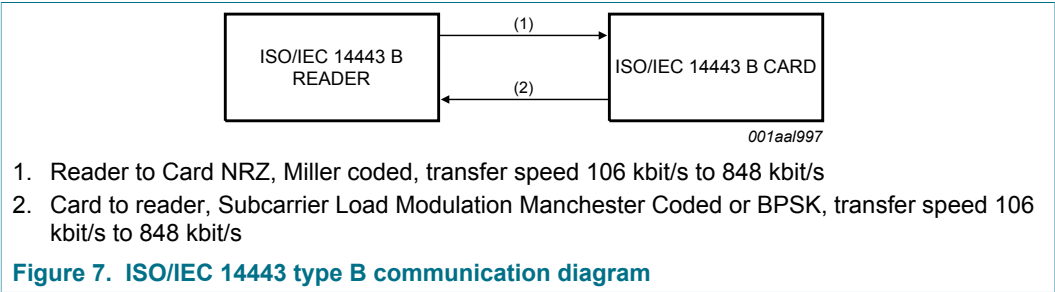 (1)
ISO/IEC 14443 B
READER
ISO/IEC 14443 B CARD
(2)
001aal997
1. Reader to Card NRZ, Miller coded, transfer speed 106 kbit/s to 848 kbit/s
2. Card to reader, Subcarrier Load Modulation Manchester Coded or BPSK, transfer speed 106
kbit/s to 848 kbit/s
Figure 7. ISO/IEC 14443 type B communication diagram